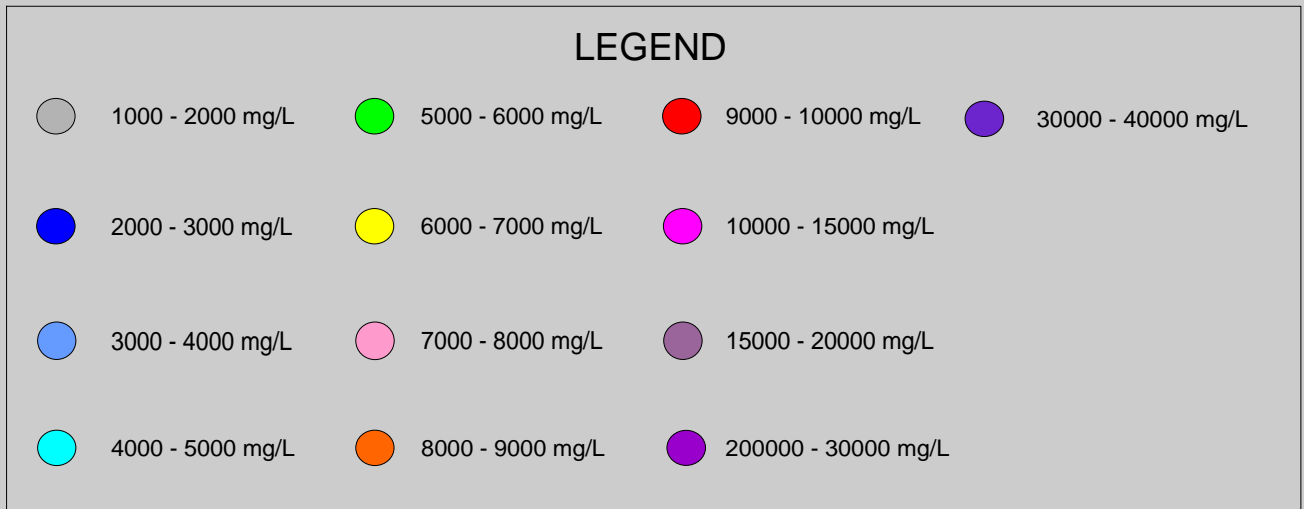 LEGEND
1000 - 2000 mg/L
5000 - 6000 mg/L
9000 - 10000 mg/L
30000 - 40000 mg/L
2000 - 3000 mg/L
6000 - 7000 mg/L
10000 - 15000 mg/L
3000 - 4000 mg/L
7000 - 8000 mg/L
15000 - 20000 mg/L
4000 - 5000 mg/L
8000 - 9000 mg/L
200000 - 30000 mg/L